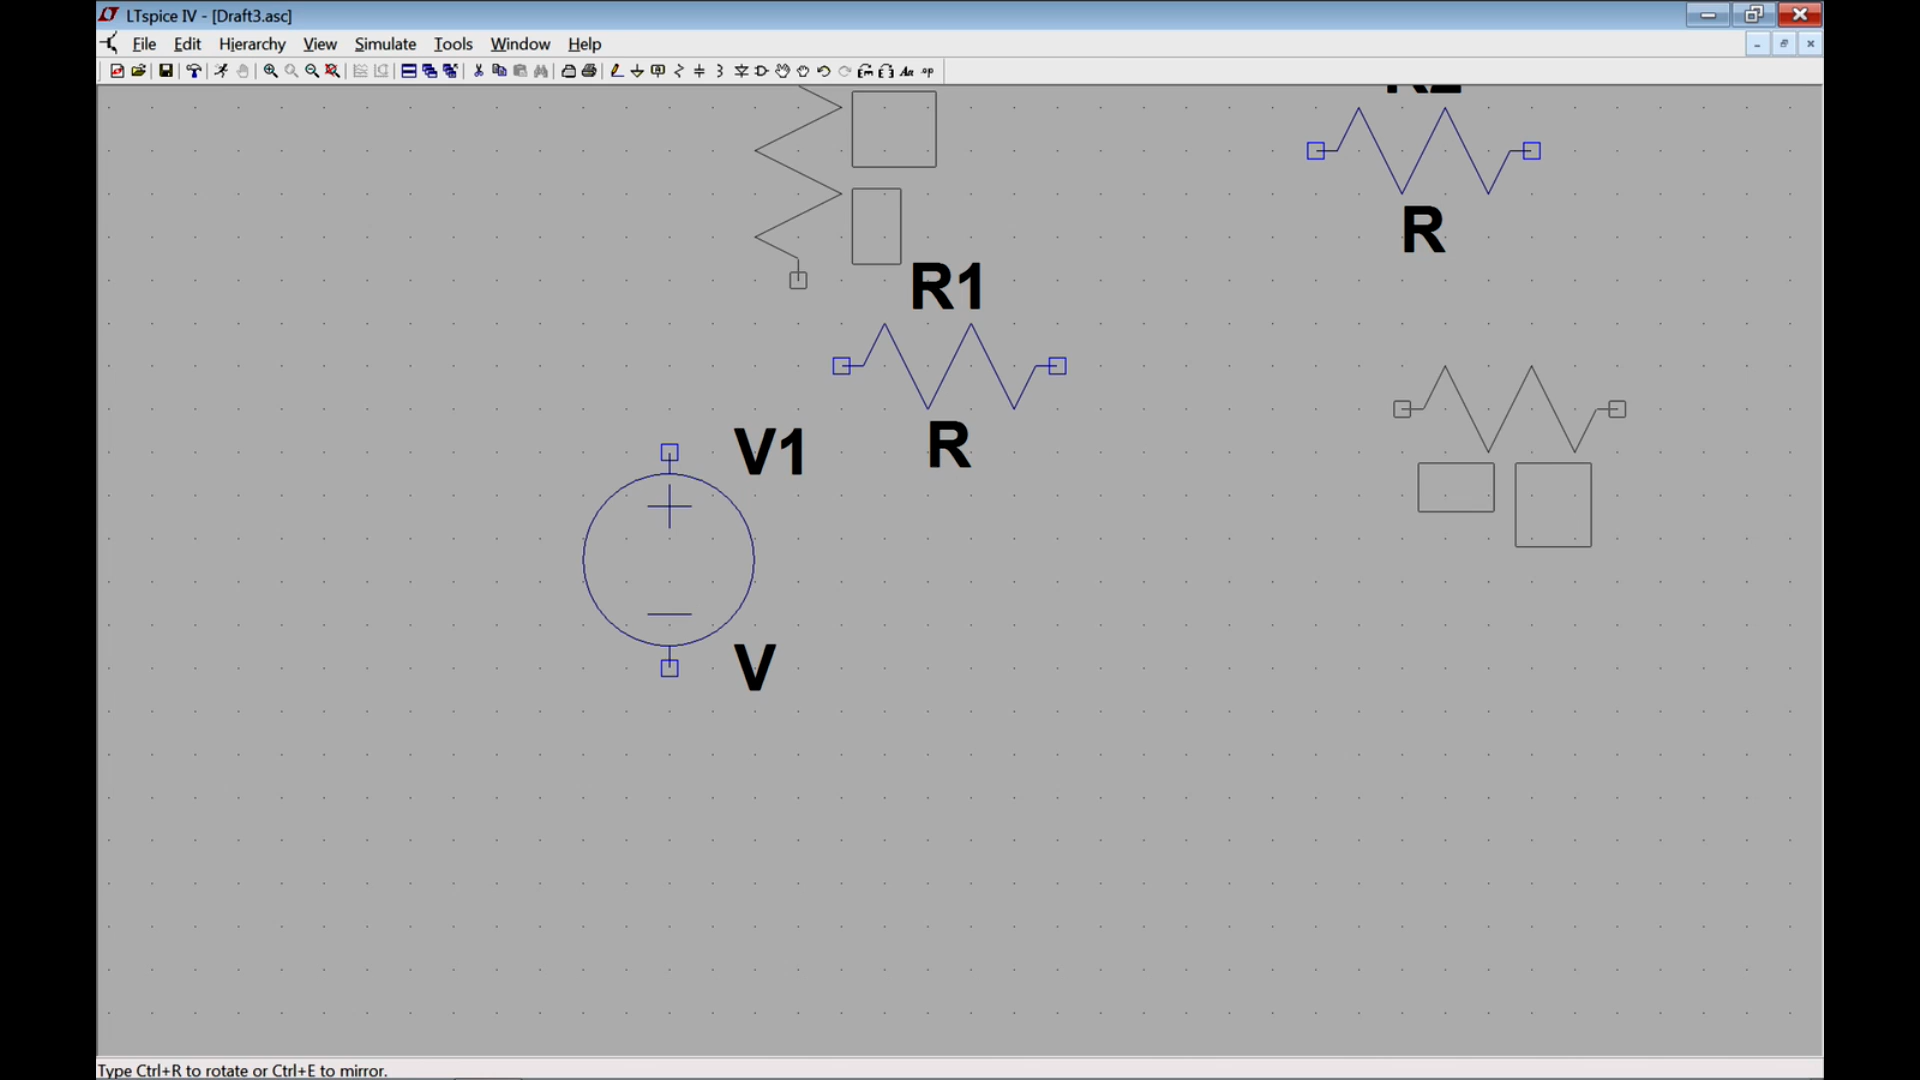 LTspice IV - [Draft3.asc]
File Edit Hierarchy View Simulate Tools Window Help
R2
R
R1
R
V1
V
Type Ctrl+R to rotate or Ctrl+E to mirror.